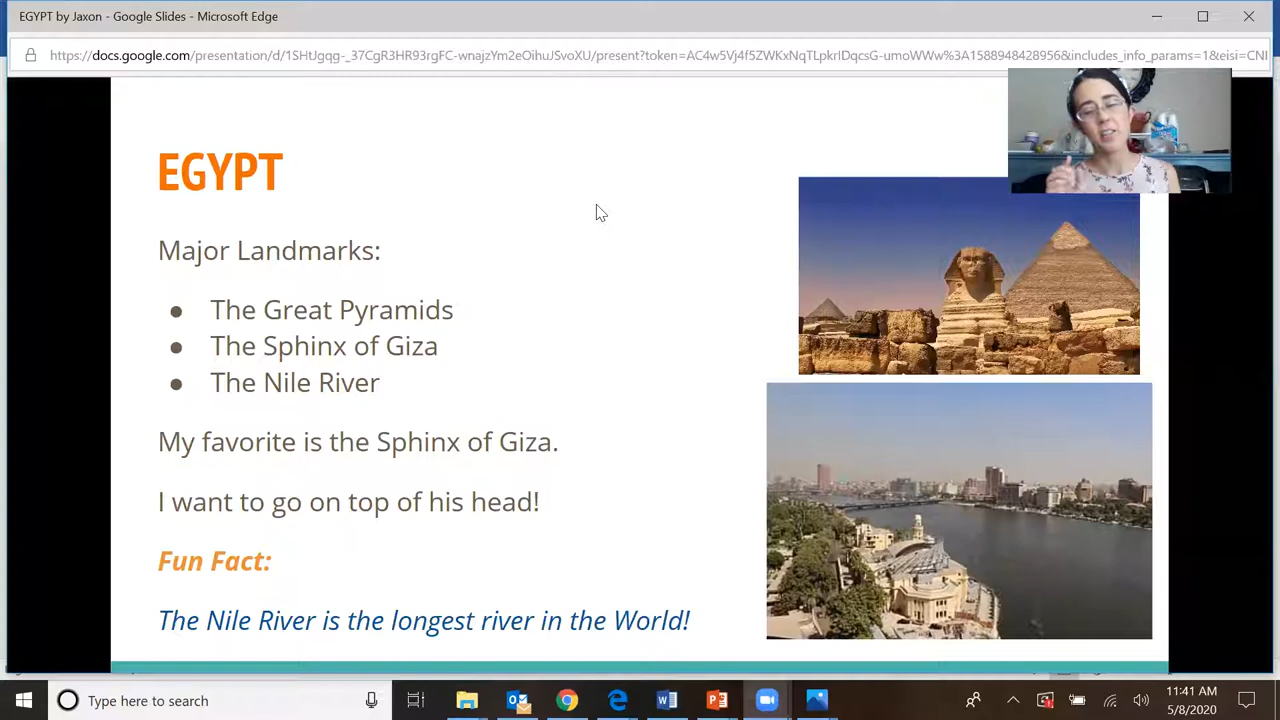 EGYPT by Jaxon - Google Slides - Microsoft Edge
EGYPT
Major Landmarks:
● The Great Pyramids
● The Sphinx of Giza
● The Nile River
My favorite is the Sphinx of Giza.
I want to go on top of his head!
Fun Fact:
The Nile River is the longest river in the World!
Type here to search
11:41 AM
5/8/2020